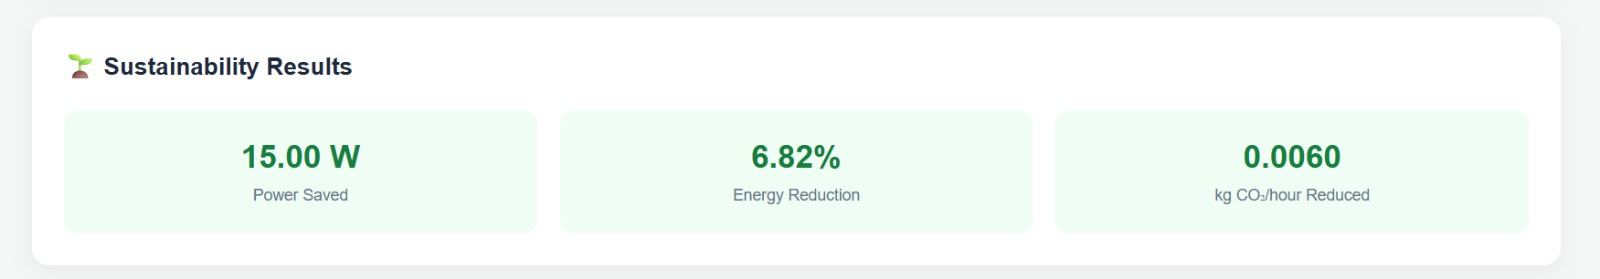 Sustainability Results
15.00 W
Power Saved
6.82%
Energy Reduction
0.0060
kg CO₂/hour Reduced